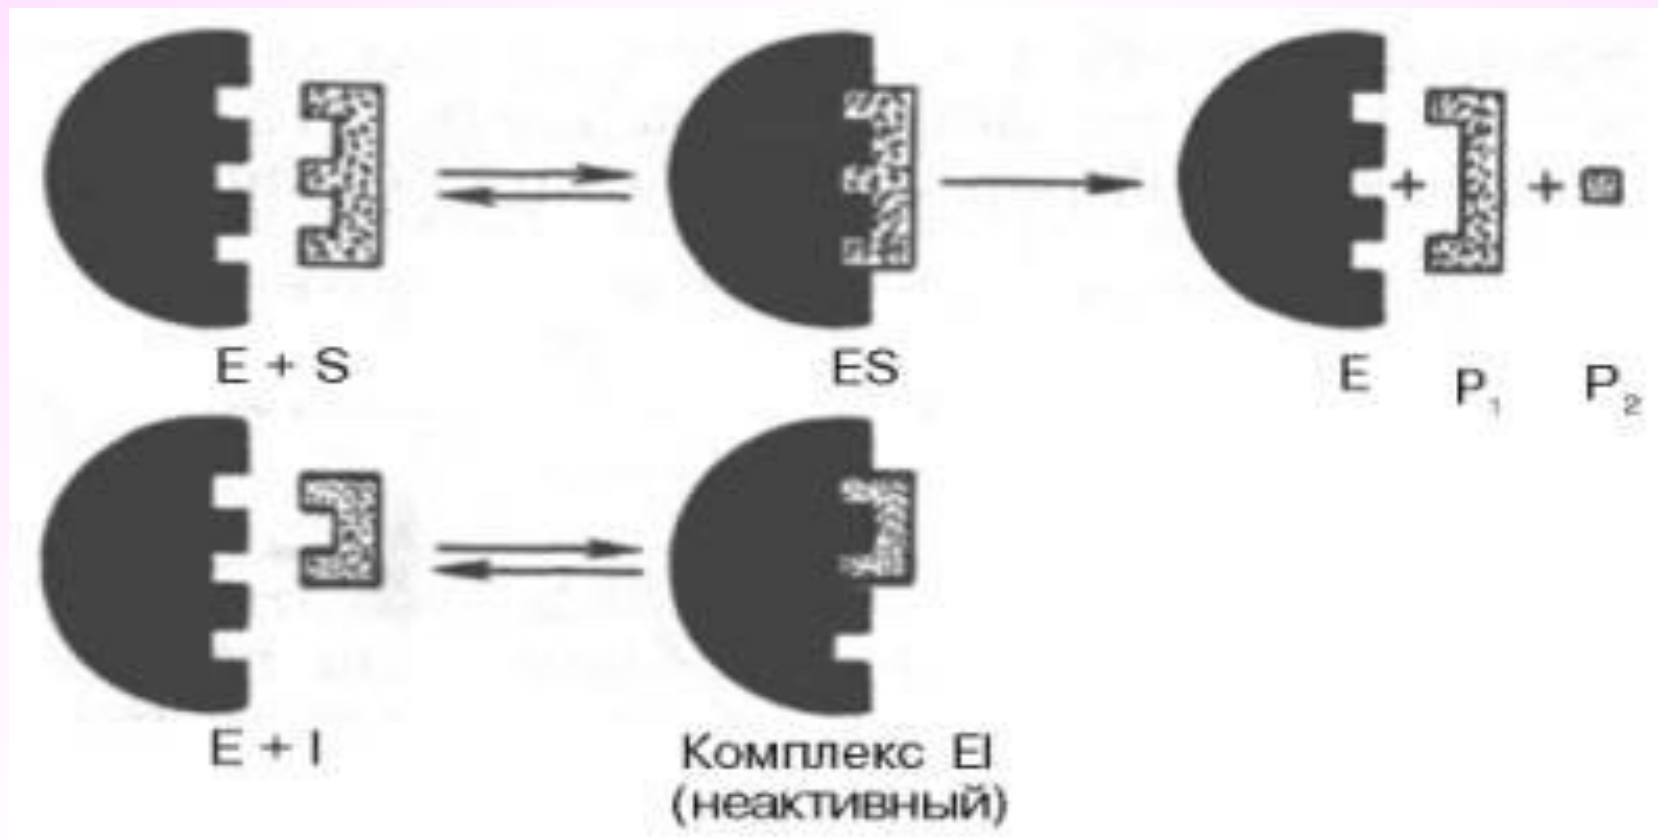 E + S
ES
E
+
+
P₁
P₂
E + I
Комплекс EI
(неактивный)